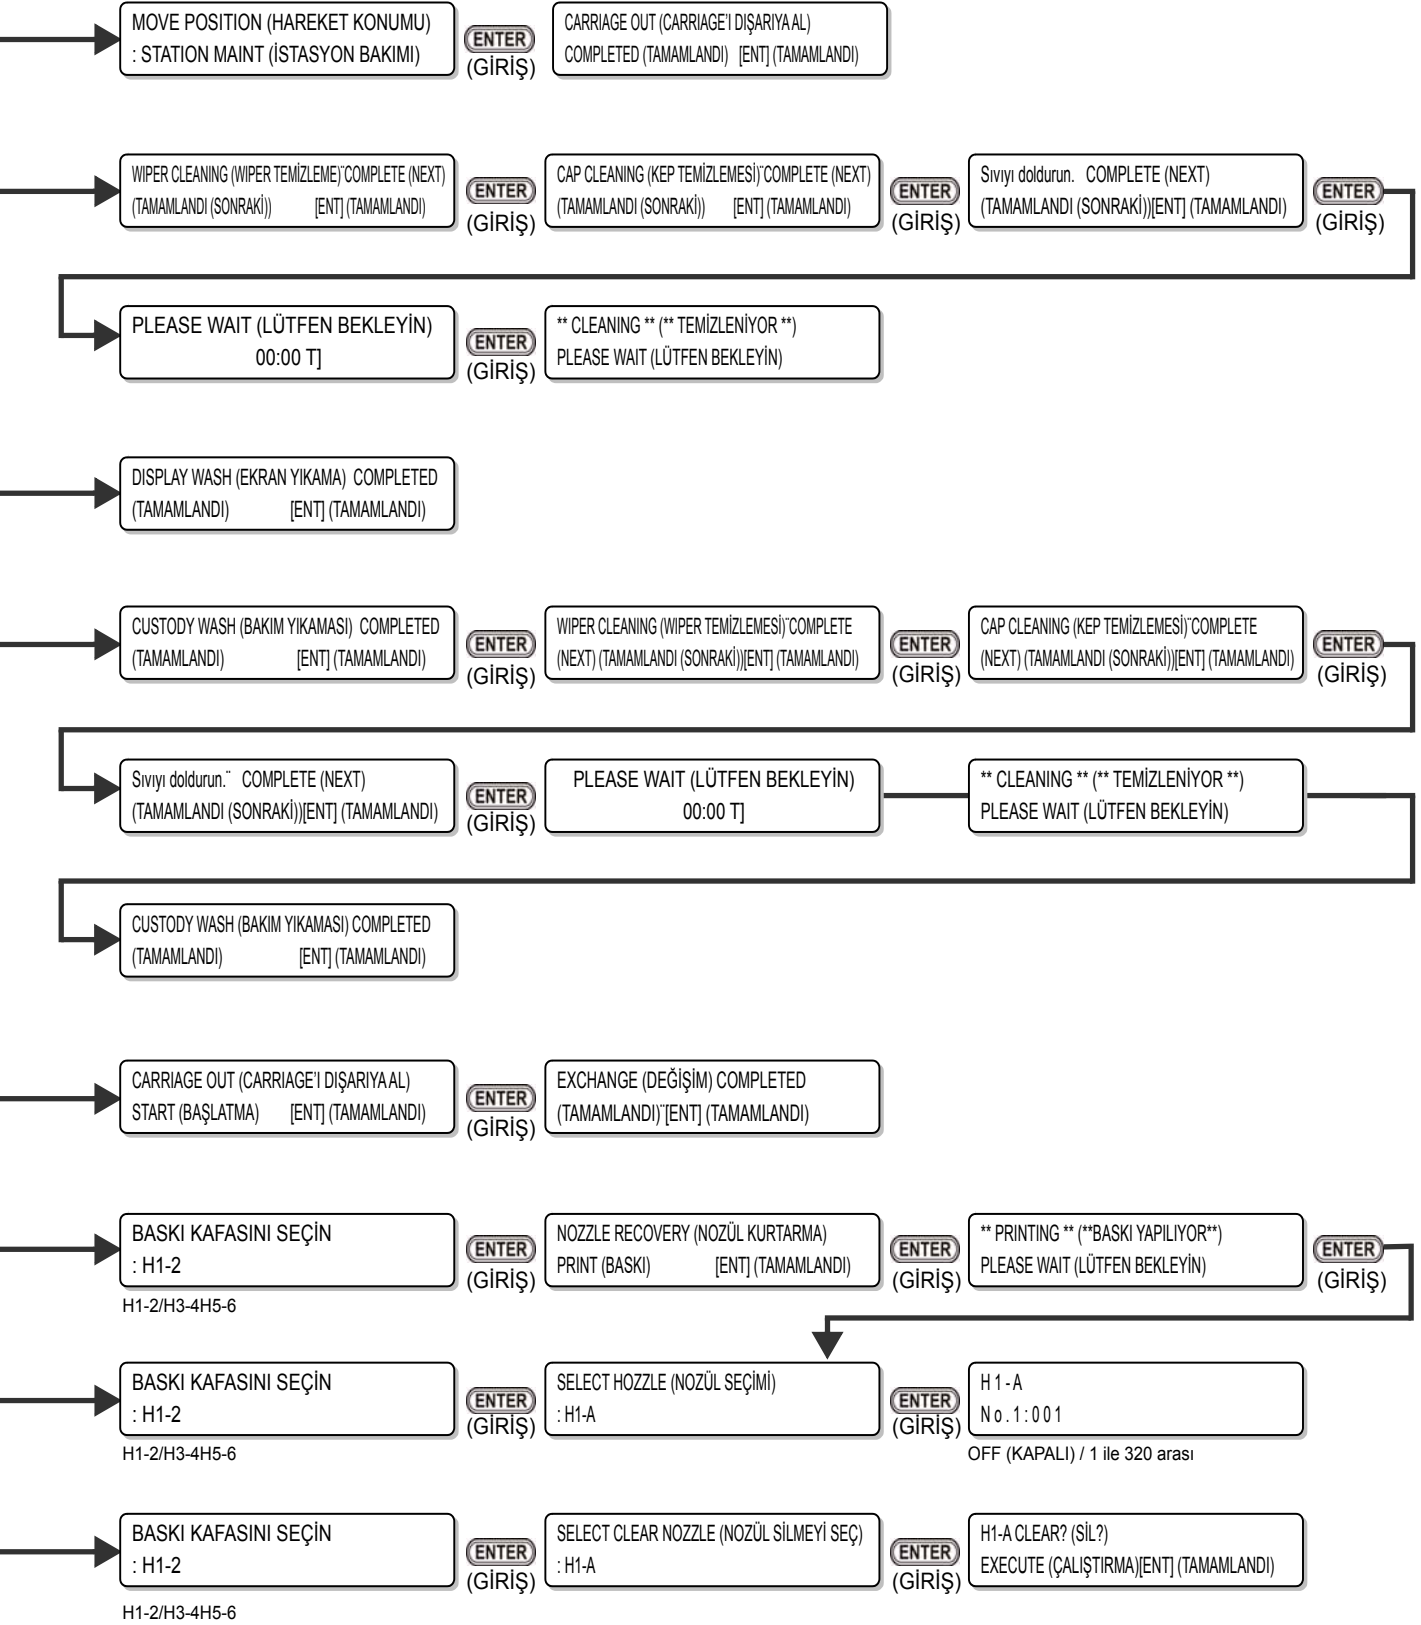 MOVE POSITION (HAREKET KONUMU)
: STATION MAINT (İSTASYON BAKIMI)
ENTER
(GİRİŞ)
CARRIAGE OUT (CARRIAGE'I DIŞARIYA AL)
COMPLETED (TAMAMLANDI) [ENT] (TAMAMLANDI)
WIPER CLEANING (WIPER TEMİZLEME)¨COMPLETE (NEXT)
(TAMAMLANDI (SONRAKİ)) [ENT] (TAMAMLANDI)
ENTER
(GİRİŞ)
CAP CLEANING (KEP TEMİZLEMESİ)¨COMPLETE (NEXT)
(TAMAMLANDI (SONRAKİ)) [ENT] (TAMAMLANDI)
ENTER
(GİRİŞ)
Sıvıyı doldurun. COMPLETE (NEXT)
(TAMAMLANDI (SONRAKİ))[ENT] (TAMAMLANDI)
ENTER
(GİRİŞ)
PLEASE WAIT (LÜTFEN BEKLEYİN)
00:00 T]
ENTER
(GİRİŞ)
** CLEANING ** (** TEMİZLENİYOR **)
PLEASE WAIT (LÜTFEN BEKLEYİN)
DISPLAY WASH (EKRAN YIKAMA) COMPLETED
(TAMAMLANDI) [ENT] (TAMAMLANDI)
CUSTODY WASH (BAKIM YIKAMASI) COMPLETED
(TAMAMLANDI) [ENT] (TAMAMLANDI)
ENTER
(GİRİŞ)
WIPER CLEANING (WIPER TEMİZLEMESİ)¨COMPLETE
(NEXT) (TAMAMLANDI (SONRAKİ))[ENT] (TAMAMLANDI)
ENTER
(GİRİŞ)
CAP CLEANING (KEP TEMİZLEMESİ)¨COMPLETE
(NEXT) (TAMAMLANDI (SONRAKİ))[ENT] (TAMAMLANDI)
ENTER
(GİRİŞ)
Sıvıyı doldurun.¨ COMPLETE (NEXT)
(TAMAMLANDI (SONRAKİ))[ENT] (TAMAMLANDI)
ENTER
(GİRİŞ)
PLEASE WAIT (LÜTFEN BEKLEYİN)
00:00 T]
** CLEANING ** (** TEMİZLENİYOR **)
PLEASE WAIT (LÜTFEN BEKLEYİN)
CUSTODY WASH (BAKIM YIKAMASI) COMPLETED
(TAMAMLANDI) [ENT] (TAMAMLANDI)
CARRIAGE OUT (CARRIAGE'I DIŞARIYA AL)
START (BAŞLATMA) [ENT] (TAMAMLANDI)
ENTER
(GİRİŞ)
EXCHANGE (DEĞİŞİM) COMPLETED
(TAMAMLANDI)¨[ENT] (TAMAMLANDI)
BASKI KAFASINI SEÇİN
: H1-2
H1-2/H3-4H5-6
ENTER
(GİRİŞ)
NOZZLE RECOVERY (NOZÜL KURTARMA)
PRINT (BASKI) [ENT] (TAMAMLANDI)
ENTER
(GİRİŞ)
** PRINTING ** (**BASKI YAPILIYOR**)
PLEASE WAIT (LÜTFEN BEKLEYİN)
ENTER
(GİRİŞ)
BASKI KAFASINI SEÇİN
: H1-2
H1-2/H3-4H5-6
ENTER
(GİRİŞ)
SELECT HOZZLE (NOZÜL SEÇİMİ)
: H1-A
ENTER
(GİRİŞ)
H 1 - A
N o . 1 : 0 0 1
OFF (KAPALI) / 1 ile 320 arası
BASKI KAFASINI SEÇİN
: H1-2
H1-2/H3-4H5-6
ENTER
(GİRİŞ)
SELECT CLEAR NOZZLE (NOZÜL SİLMEYİ SEÇ)
: H1-A
ENTER
(GİRİŞ)
H1-A CLEAR? (SİL?)
EXECUTE (ÇALIŞTIRMA)[ENT] (TAMAMLANDI)